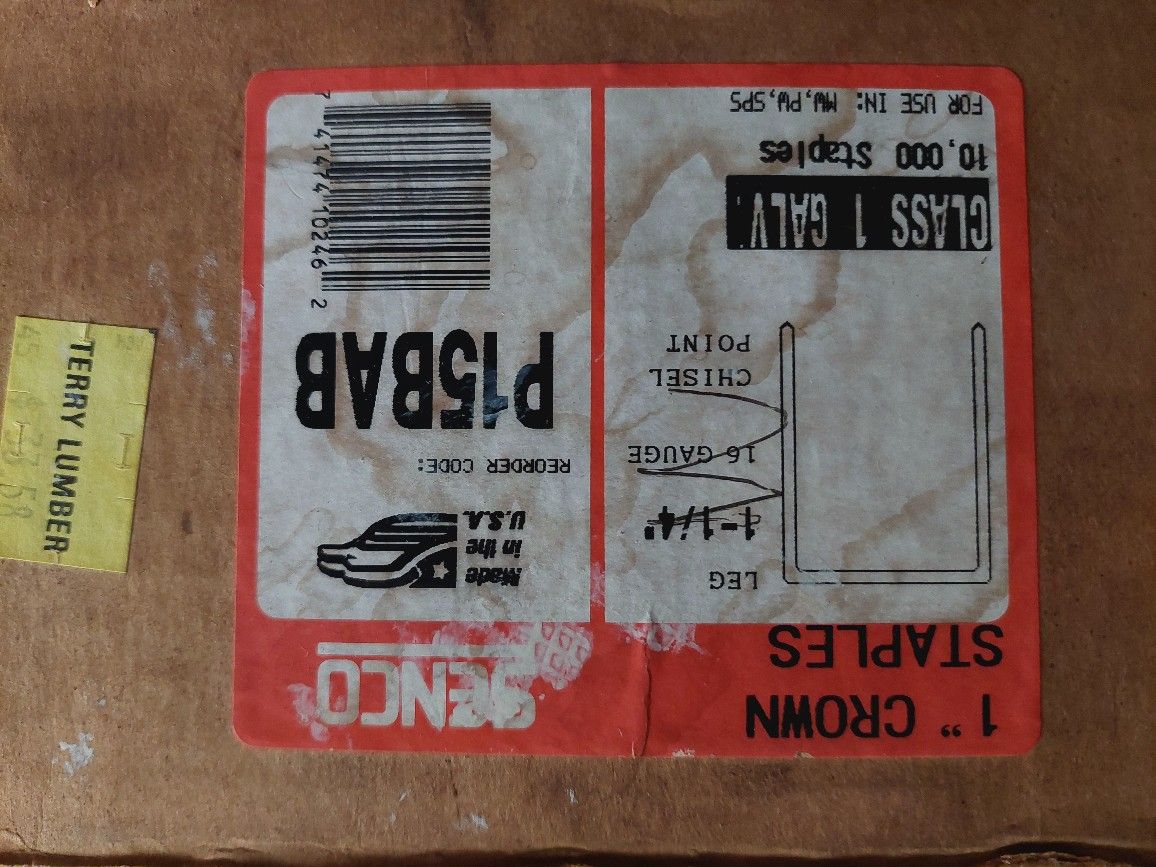 1" CROWN
STAPLES
LEG
1-1/4"
16 GAUGE
CHISEL
POINT
CLASS 1 GALV.
10,000 Staples
FOR USE IN: MW,PW,SPS
SENCO
Made
in the
U.S.A.
REORDER CODE:
P15BAB
7 41474 10246 2
TERRY LUMBER